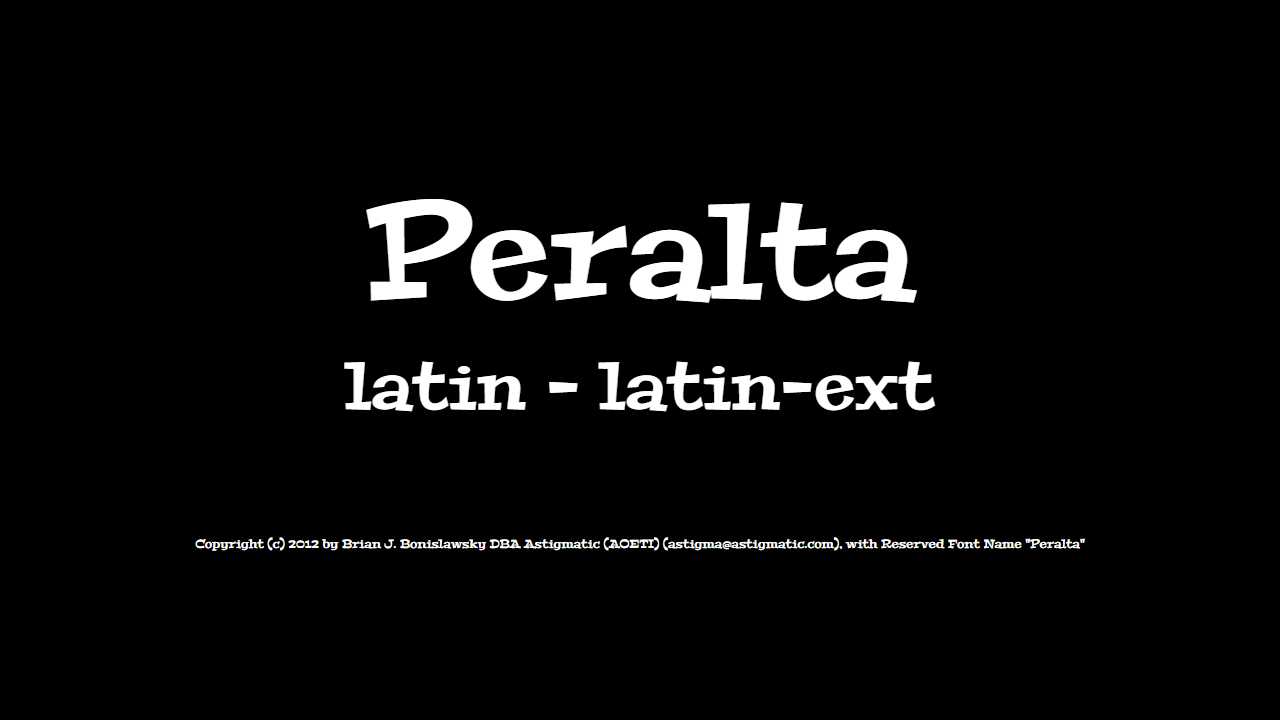 Peralta
latin - latin-ext
Copyright (c) 2012 by Brian J. Bonislawsky DBA Astigmatic (AOETI) (astigma@astigmatic.com), with Reserved Font Name "Peralta"